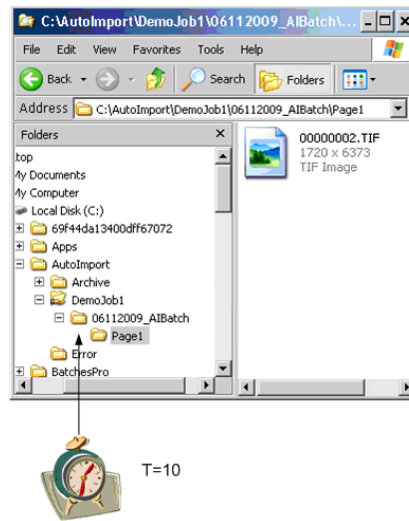 C:\AutoImport\DemoJob1\06112009_AIBatch\...
File Edit View Favorites Tools Help
Back Search Folders
Address C:\AutoImport\DemoJob1\06112009_AIBatch\Page1
Folders
00000002.TIF
1720 x 6373
TIF Image
top
My Documents
My Computer
Local Disk (C:)
69f44da13400dff67072
Apps
AutoImport
Archive
DemoJob1
06112009_AIBatch
Page1
Error
BatchesPro
T=10